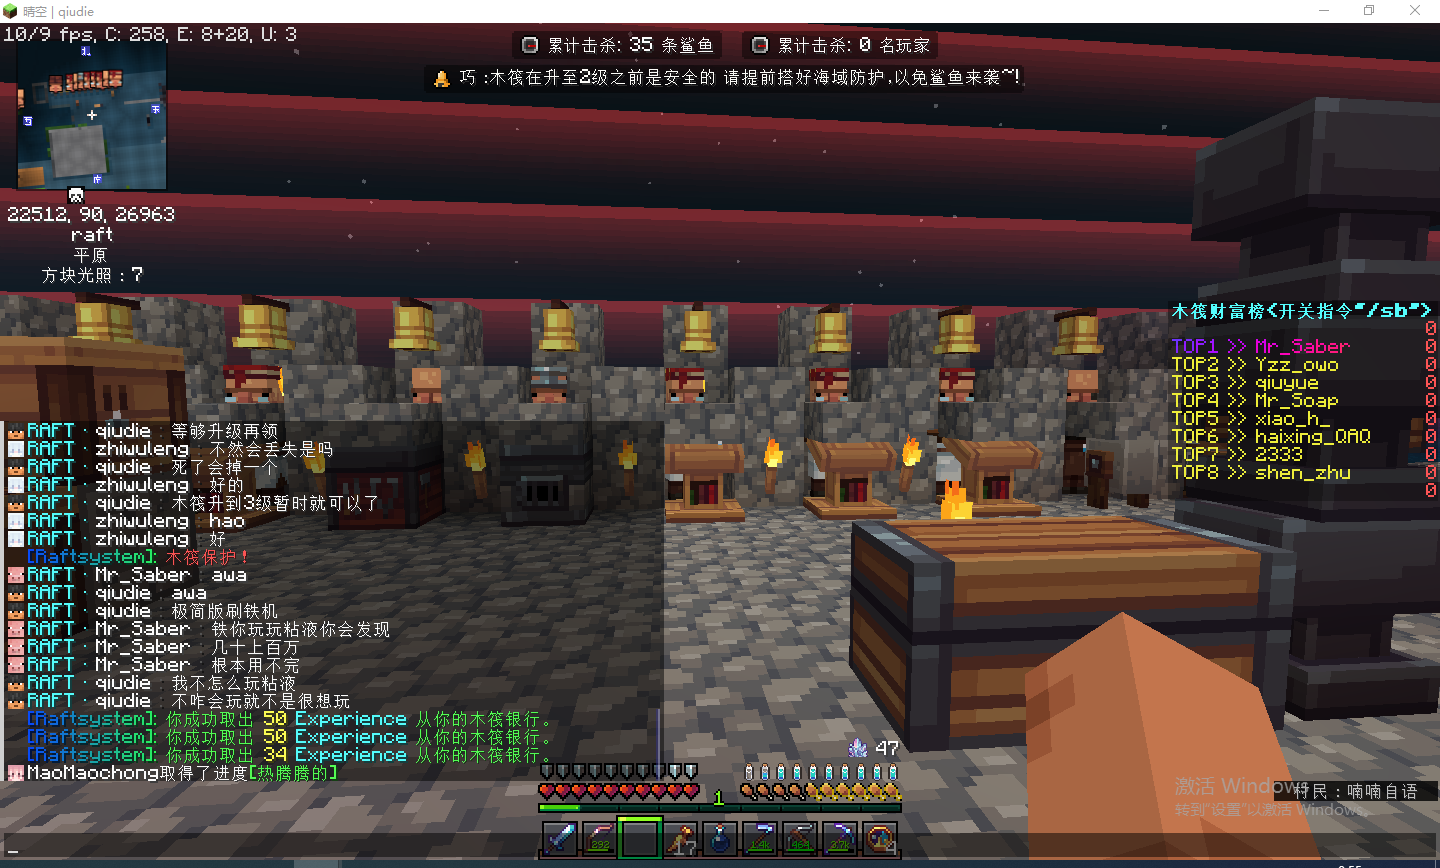 晴空 | qiudie
10/9 fps, C: 258, E: 8+20, U: 3
累计击杀: 35 条鲨鱼
累计击杀: 0 名玩家
巧 :木筏在升至2级之前是安全的 请提前搭好海域防护,以免鲨鱼来袭~!
北
东
西
南
22512, 90, 26963
raft
平原
方块光照 : 7
木筏财富榜<开关指令"/sb">
0
TOP1 >> Mr_Saber 0
TOP2 >> Yzz_owo 0
TOP3 >> qiuyue 0
TOP4 >> Mr_Soap 0
TOP5 >> xiao_h_ 0
TOP6 >> haixing_QAQ 0
TOP7 >> 2333 0
TOP8 >> shen_zhu 0
0
RAFT · qiudie : 等够升级再领
RAFT · zhiwuleng : 不然会丢失是吗
RAFT · qiudie : 死了会掉一个
RAFT · zhiwuleng : 好的
RAFT · qiudie : 木筏升到3级暂时就可以了
RAFT · zhiwuleng : hao
RAFT · zhiwuleng : 好
[Raftsystem]: 木筏保护!
RAFT · Mr_Saber : awa
RAFT · qiudie : awa
RAFT · qiudie : 极简版刷铁机
RAFT · Mr_Saber : 铁你玩玩粘液你会发现
RAFT · Mr_Saber : 几十上百万
RAFT · Mr_Saber : 根本用不完
RAFT · qiudie : 我不怎么玩粘液
RAFT · qiudie : 不咋会玩就不是很想玩
[Raftsystem]: 你成功取出 50 Experience 从你的木筏银行。
[Raftsystem]: 你成功取出 50 Experience 从你的木筏银行。
[Raftsystem]: 你成功取出 34 Experience 从你的木筏银行。
MaoMaochong取得了进度[热腾腾的]
47
1
292
17
1.4k
464
3.7k
4
激活 Windows
转到"设置"以激活 Windows。
村民：喃喃自语